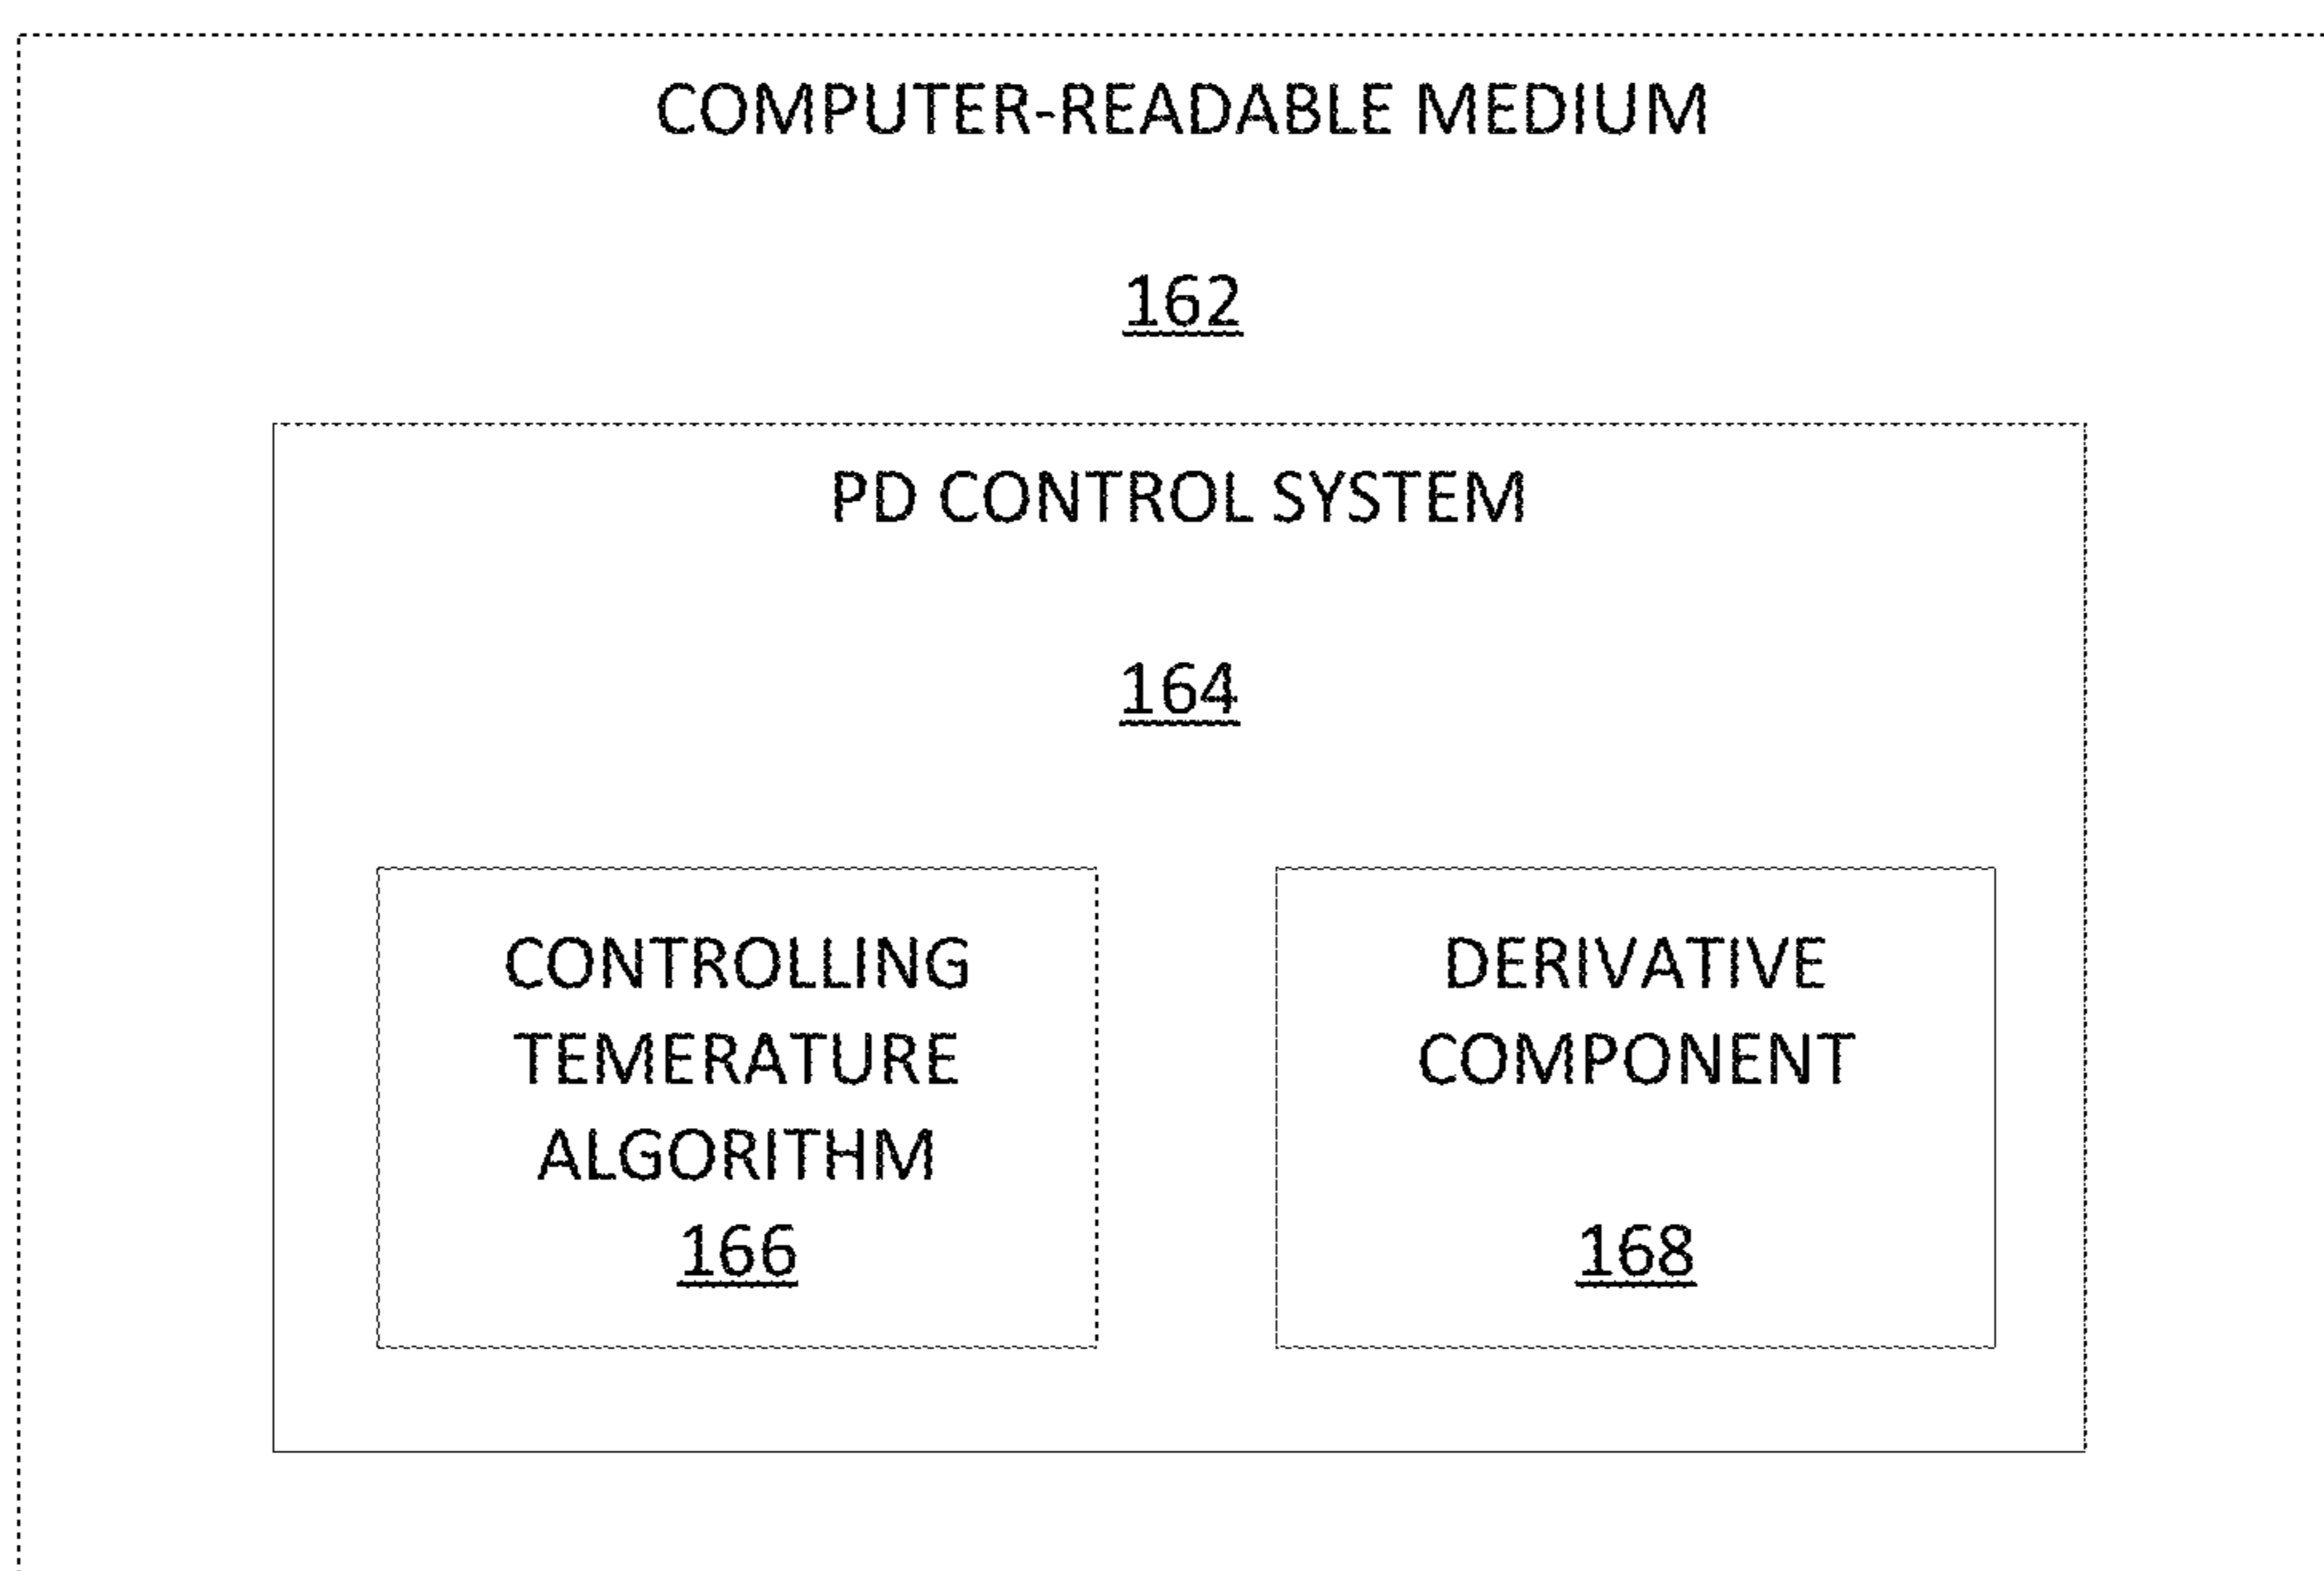 COMPUTER-READABLE MEDIUM
162
PD CONTROL SYSTEM
164
CONTROLLING
TEMERATURE
ALGORITHM
166
DERIVATIVE
COMPONENT
168